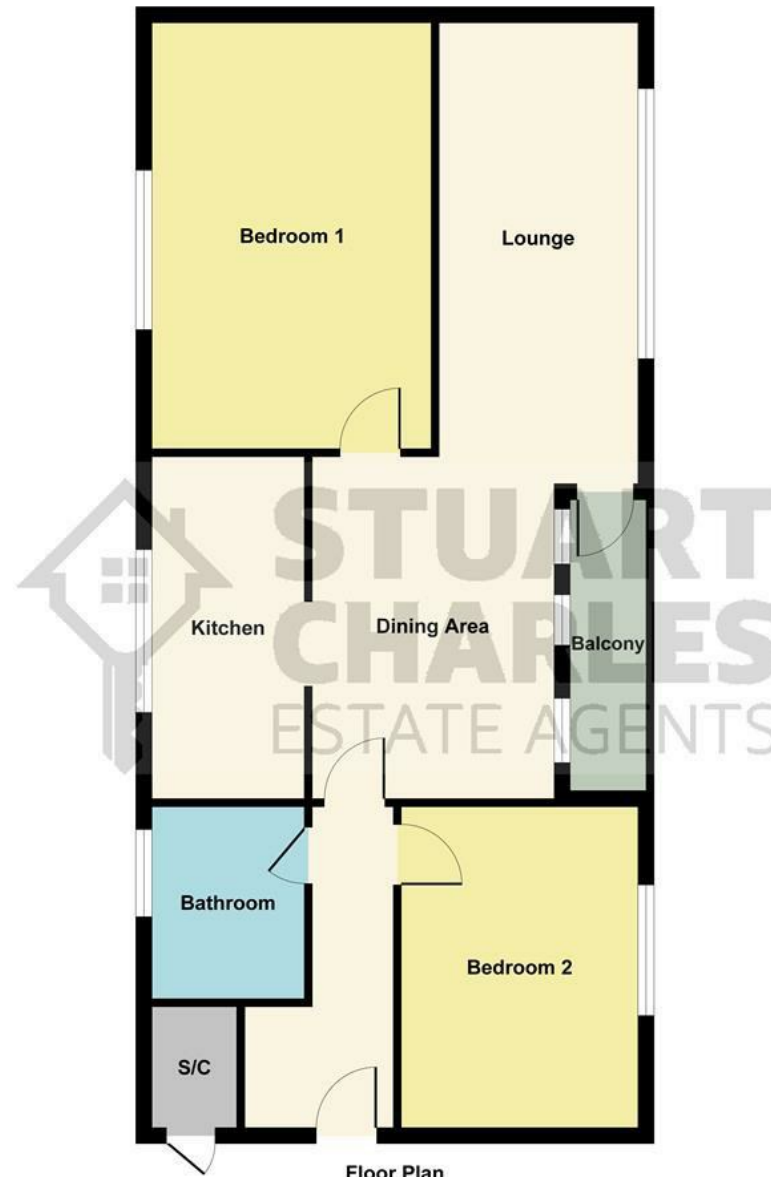 Bedroom 1
Lounge
STUART
CHARLES
ESTATE AGENTS
Kitchen
Dining Area
Balcony
Bathroom
Bedroom 2
S/C
Floor Plan